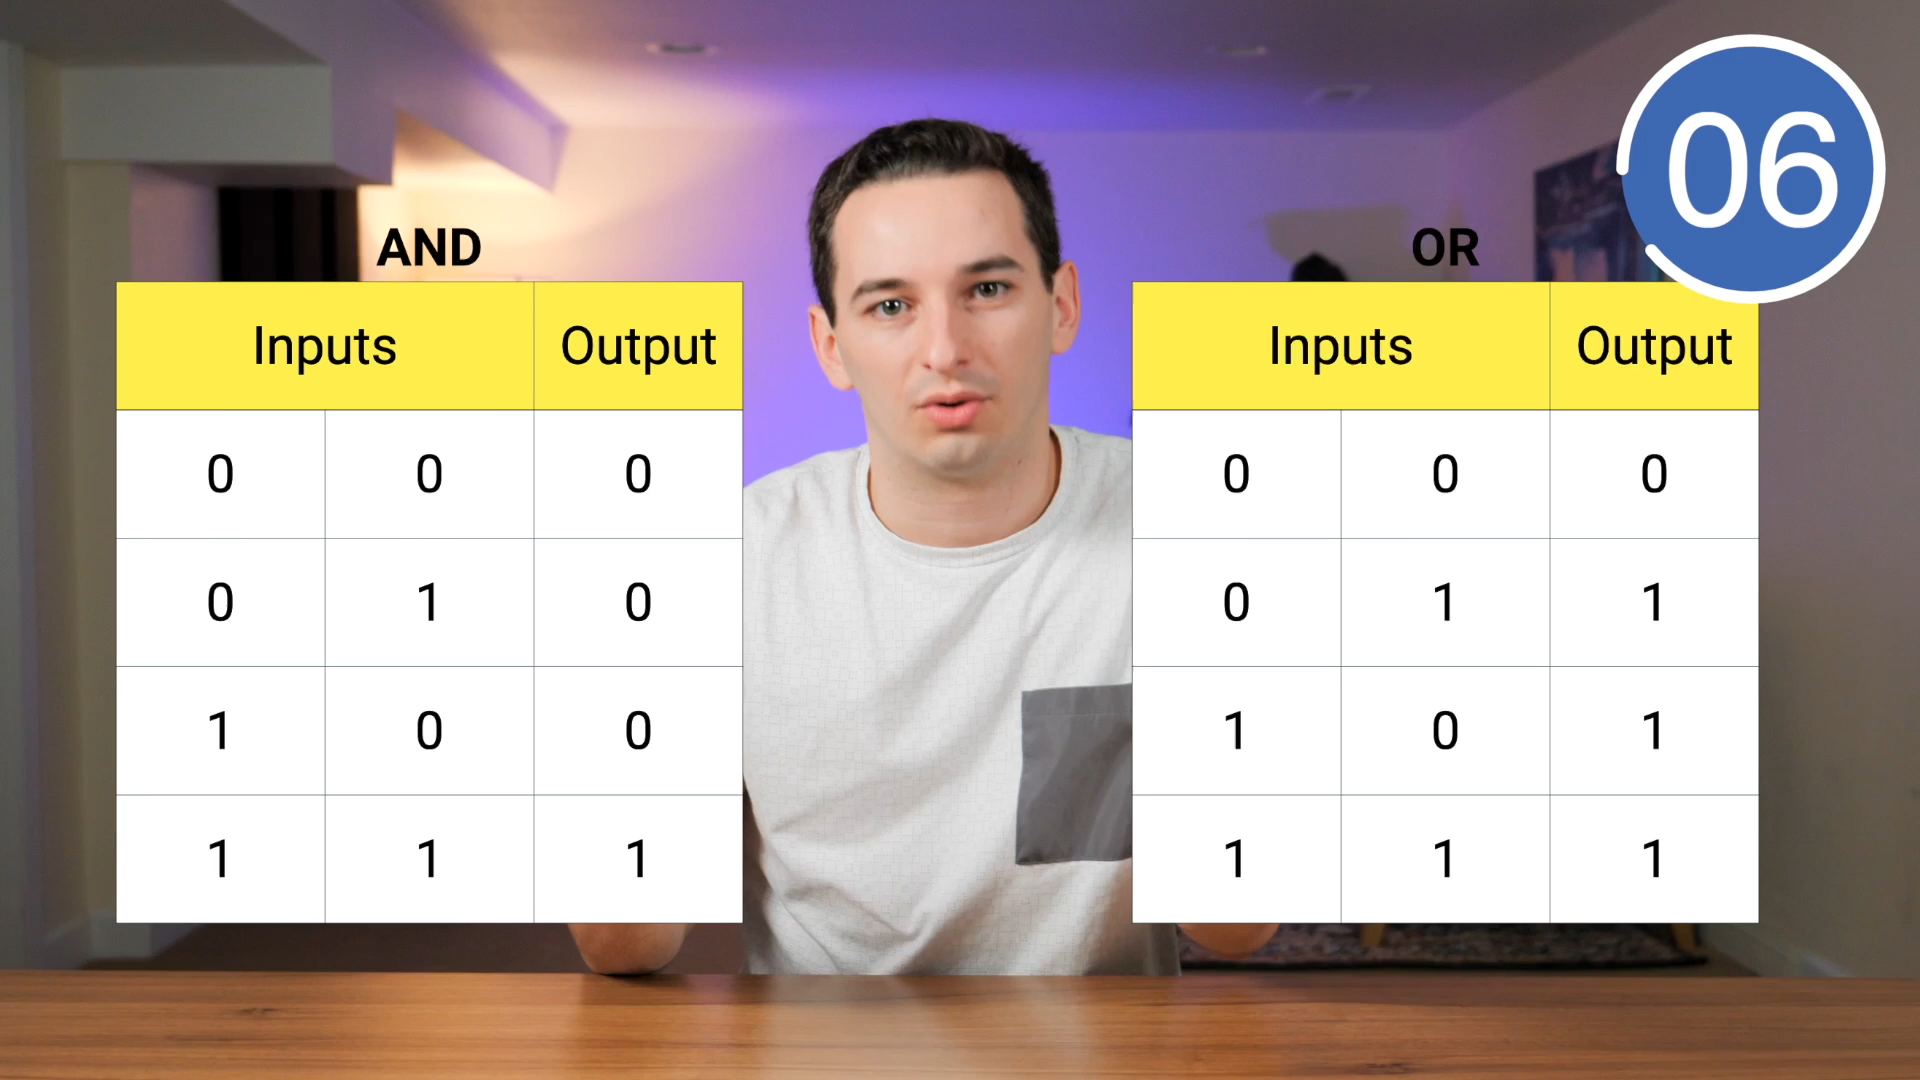 06
AND
Inputs Output
0 0 0
0 1 0
1 0 0
1 1 1
OR
Inputs Output
0 0 0
0 1 1
1 0 1
1 1 1